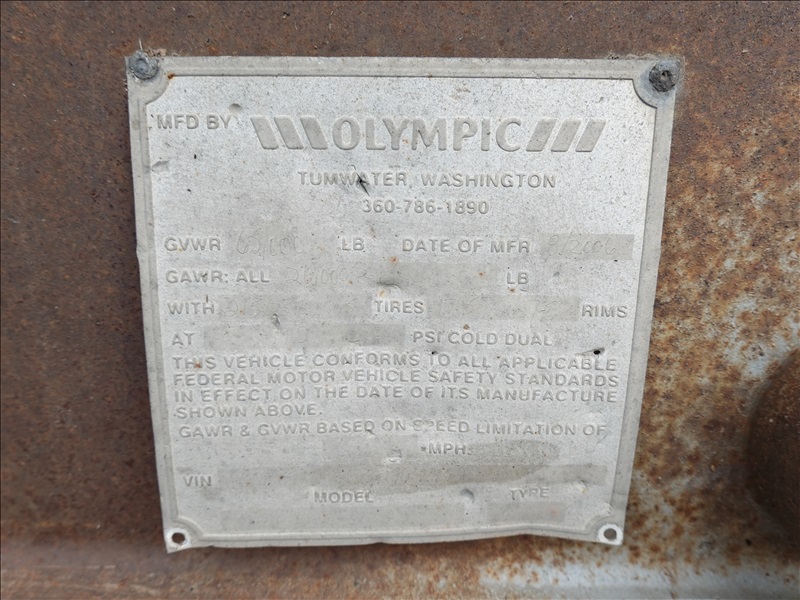 MFD BY OLYMPIC
TUMWATER, WASHINGTON
360-786-1890
GVWR LB DATE OF MFR
GAWR: ALL LB
WITH TIRES RIMS
AT PSI COLD DUAL
THIS VEHICLE CONFORMS TO ALL APPLICABLE
FEDERAL MOTOR VEHICLE SAFETY STANDARDS
IN EFFECT ON THE DATE OF ITS MANUFACTURE
SHOWN ABOVE.
GAWR & GVWR BASED ON SPEED LIMITATION OF
MPH.
VIN
MODEL TYPE